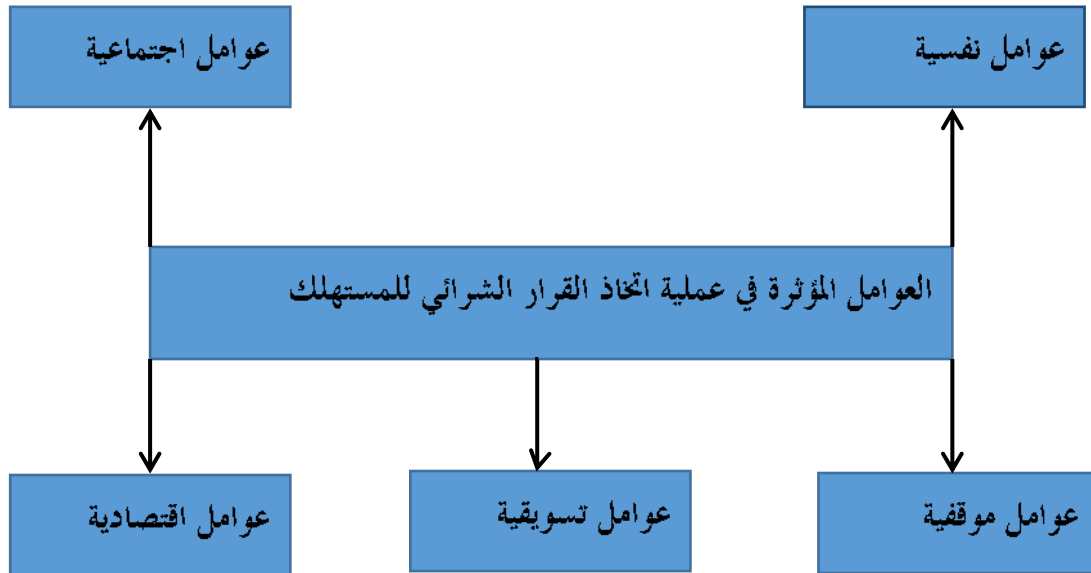 عوامل نفسية
عوامل اجتماعية
العوامل المؤثرة في عملية اتخاذ القرار الشرائي للمستهلك
عوامل موقفية
عوامل تسويقية
عوامل اقتصادية